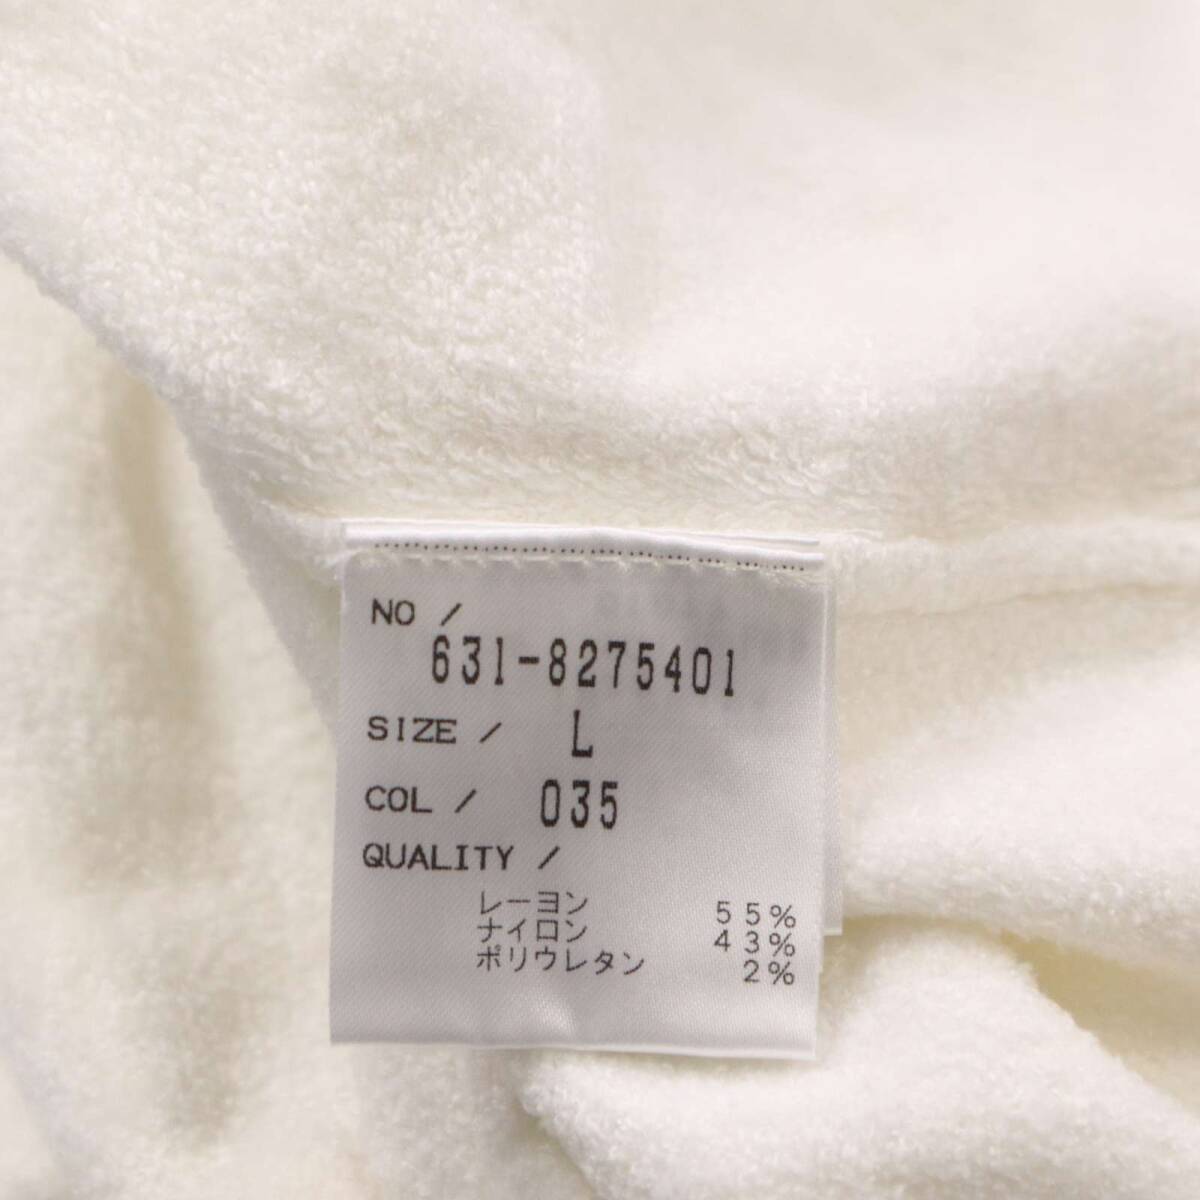 NO /
631-8275401
SIZE / L
COL / 035
QUALITY /
レーヨン 55%
ナイロン 43%
ポリウレタン 2%